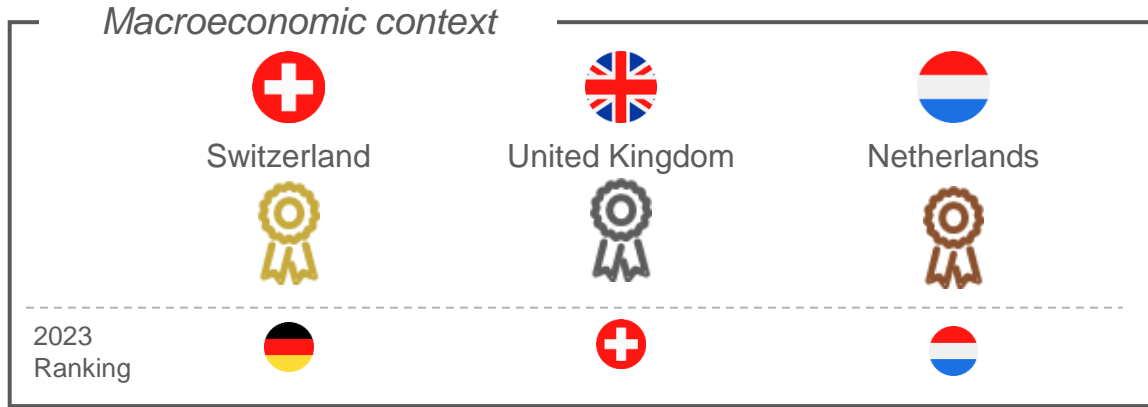 Macroeconomic context
Switzerland
United Kingdom
Netherlands
2023
Ranking